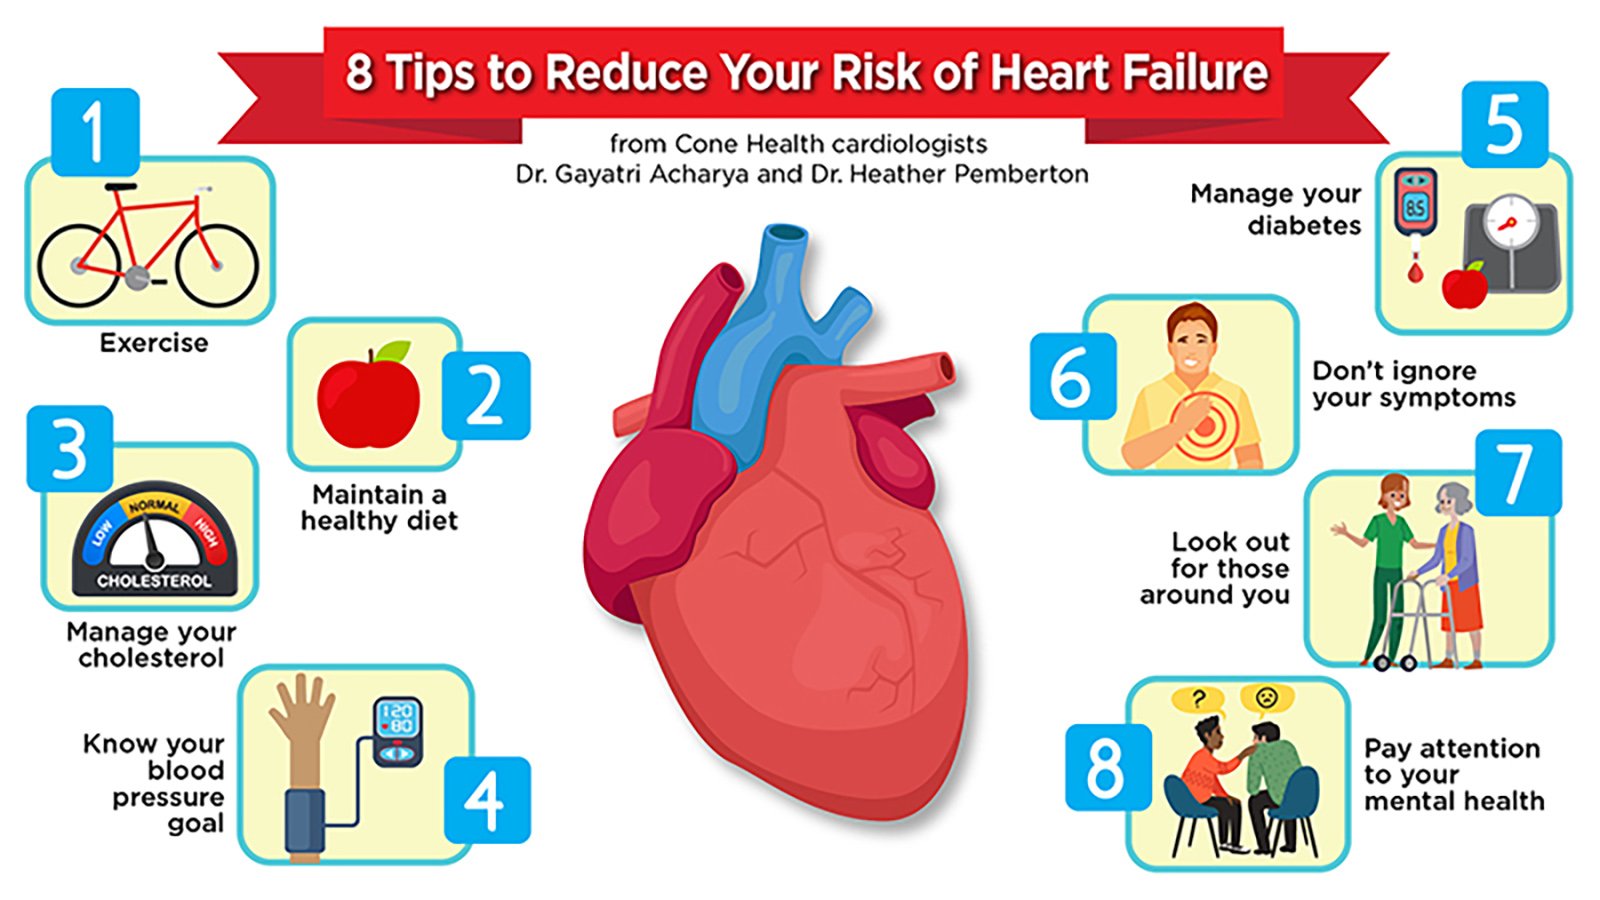 8 Tips to Reduce Your Risk of Heart Failure
from Cone Health cardiologists
Dr. Gayatri Acharya and Dr. Heather Pemberton
1
Exercise
2
Maintain a
healthy diet
3
LOW
NORMAL
HIGH
CHOLESTEROL
Manage your
cholesterol
4
120
80
Know your
blood
pressure
goal
5
8.5
Manage your
diabetes
6
Don't ignore
your symptoms
7
Look out
for those
around you
8
?
Pay attention
to your
mental health